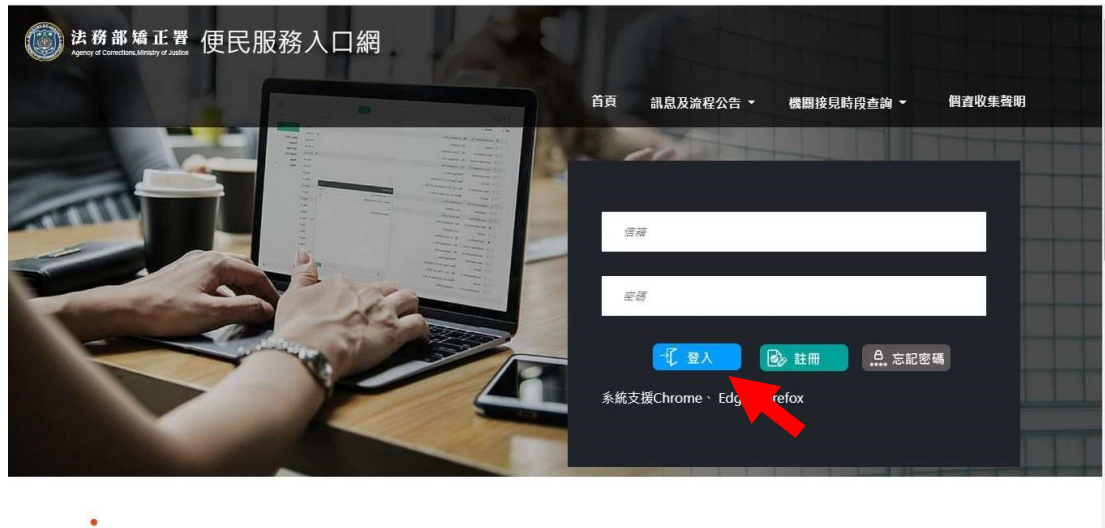 法務部矯正署 便民服務入口網
Agency of Corrections,Ministry of Justice
首頁 訊息及流程公告 機關接見時段查詢 個資收集聲明
信箱
密碼
登入 註冊 忘記密碼
系統支援Chrome、Edg refox